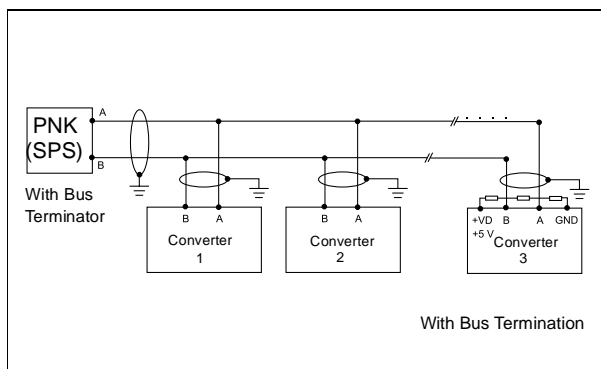 PNK
(SPS)
A
B
With Bus
Terminator
B A
Converter
1
B A
Converter
2
+VD B A GND
+5 V
Converter
3
With Bus Termination